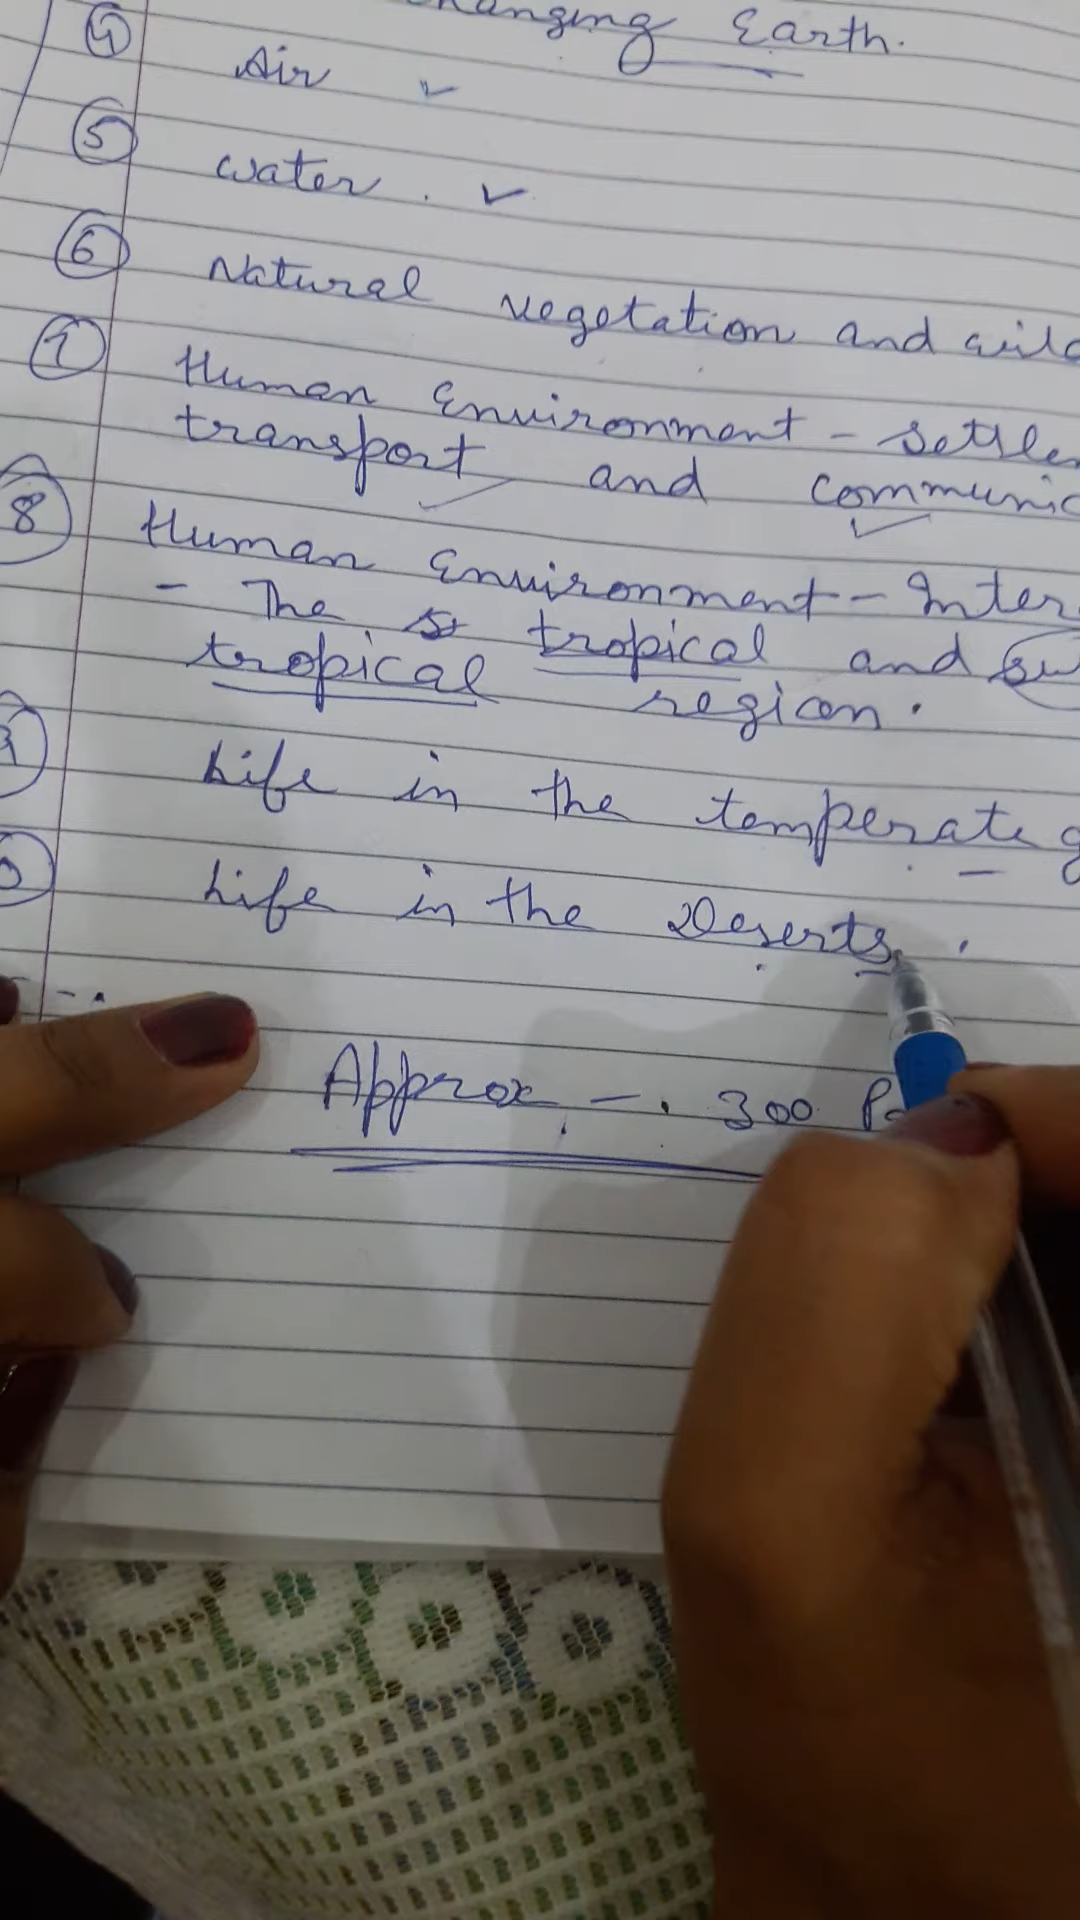 Earth.
④ Air
⑤ water.
⑥ Natural vegetation and
⑦ Human Environment - 
transport and
⑧ Human Environment -
- The tropical and
tropical region.
Life in the temperate
Life in the Deserts.
Approx - 300